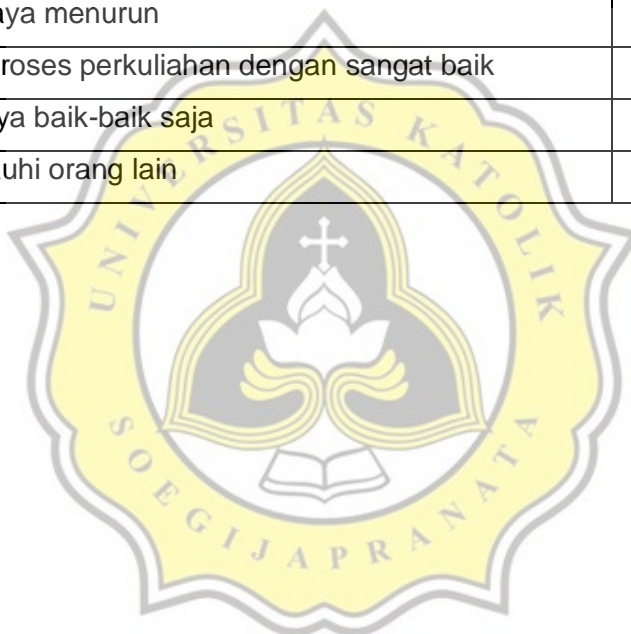 aya menurun
roses perkuliahan dengan sangat baik
ya baik-baik saja
uhi orang lain
UNIVERSITAS KATOLIK
SOEGIJAPRANATA